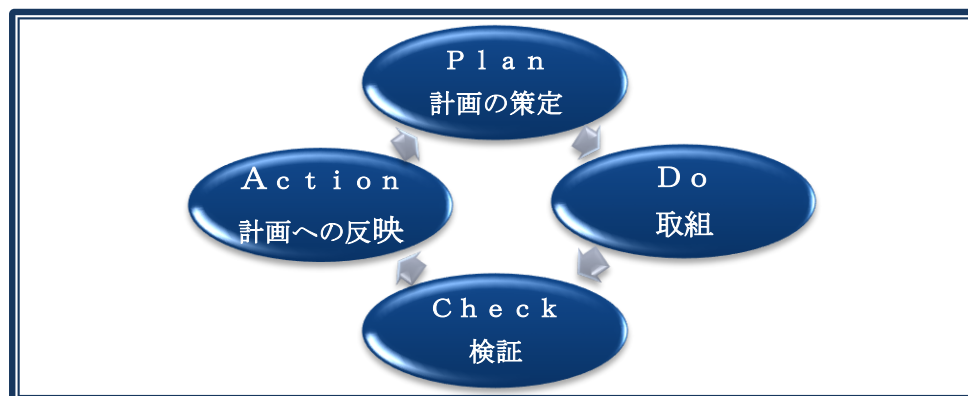 Ｐｌａｎ
計画の策定
Ａｃｔｉｏｎ
計画への反映
Ｄｏ
取組
Ｃｈｅｃｋ
検証